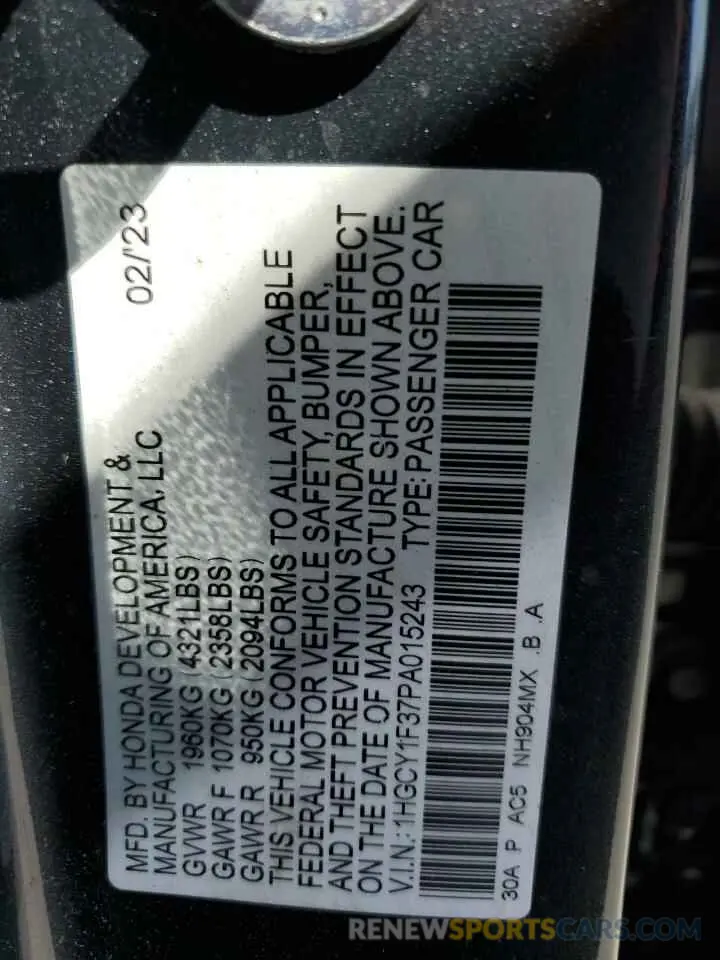 MFD. BY HONDA DEVELOPMENT & 02/'23
MANUFACTURING OF AMERICA, LLC
GVWR 1960KG (4321LBS)
GAWR F 1070KG (2358LBS)
GAWR R 950KG (2094LBS)
THIS VEHICLE CONFORMS TO ALL APPLICABLE
FEDERAL MOTOR VEHICLE SAFETY, BUMPER,
AND THEFT PREVENTION STANDARDS IN EFFECT
ON THE DATE OF MANUFACTURE SHOWN ABOVE.
V.I.N.: 1HGCY1F37PA015243 TYPE: PASSENGER CAR
30A P AC5 NH904MX .B .A
RENEWSPORTSCARS.COM